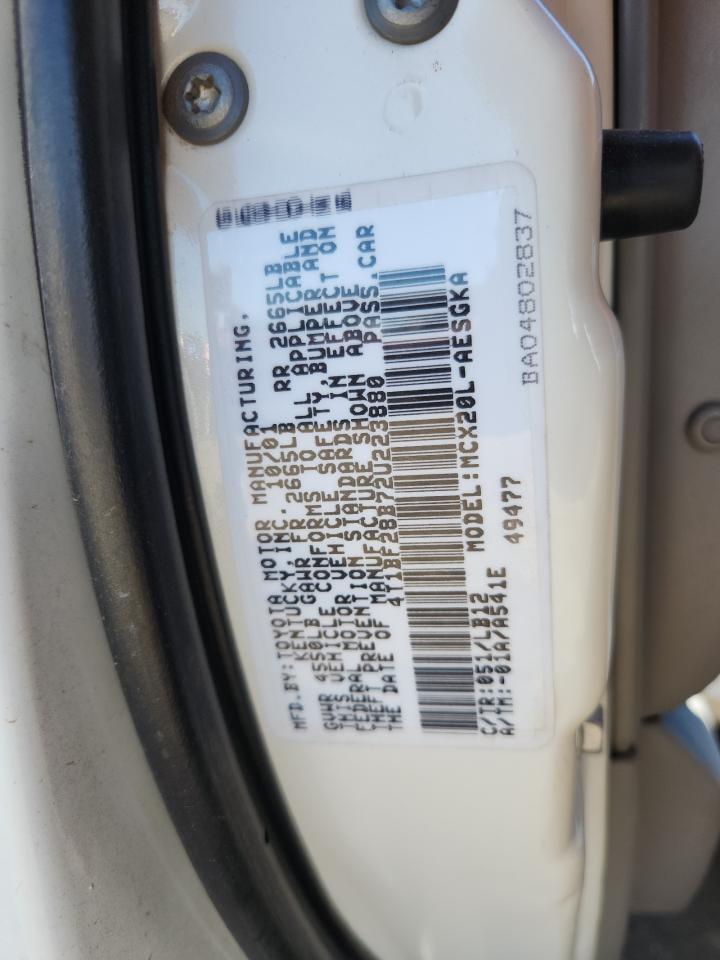 MFD.BY:TOYOTA MOTOR MANUFACTURING,
KENTUCKY,INC. 10/01
GVWR 4550LB GAWR FR 2665LB RR 2665LB
THIS VEHICLE CONFORMS TO ALL APPLICABLE
FEDERAL MOTOR VEHICLE SAFETY,BUMPER AND
THEFT PREVENTION STANDARDS IN EFFECT ON
THE DATE OF MANUFACTURE SHOWN ABOVE
4T1BF28B72U223880 PASS.CAR
C/TR:051/LB12 MODEL:MCX20L-AESGKA
A/TM:-01A/A541E 49477
BA04802837